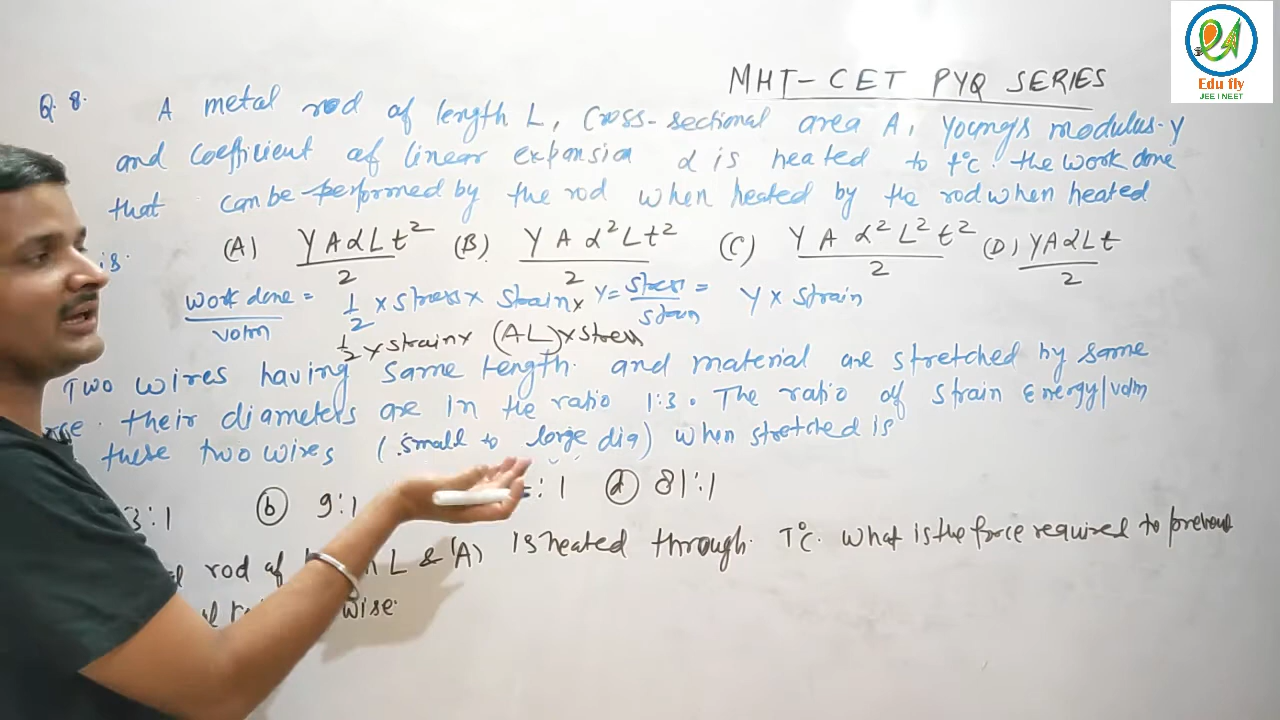 Edu fly
JEE I NEET
MHT-CET PYQ SERIES
Q.8. A metal rod of length L, Cross-sectional area A, Young's modulus-y
and coefficient of linear expansion α is heated to t°C. the work done
that can be performed by the rod when heated by the rod when heated
is.
(A) YAαLt²/2 (B) YAα²Lt²/2 (C) YAα²L²t²/2 (D) YAαLt/2
Work done/volm = 1/2 × stress × strain × Y = stress/strain = Y × strain
1/2 × strain × (AL) × stress
Two wires having same length. and material are stretched by same
their diameters are in the ratio 1:3. The ratio of strain Energy/volm
these two wires (small to large dia) when stretched is
3:1 (b) 9:1 :1 (d) 81:1
rod of L & (A) is heated through. T°C. what is the force required to
wise.